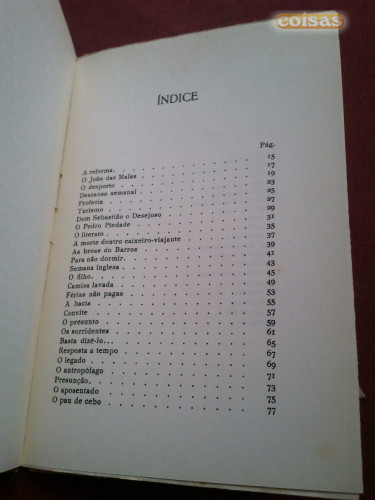 coisas
ÍNDICE
Pág.
A reforma. 15
O João das Malas 17
O desporto 19
Descanso semanal 23
Profecia 25
Turismo 27
Dom Sebastião o Desejoso 29
O Pedro Piedade 31
O literato 35
A morte doutro caixeiro-viajante 37
As broas do Barros 39
Para não dormir. 41
Semana inglesa 43
O filho. 45
Camisa lavada 49
Férias não pagas 53
A bacia 55
Convite 57
O presunto 59
Os sorridentes 61
Basta dizê-lo... 65
Resposta a tempo 67
O legado 69
O antropófago 71
Presunção. 73
O aposentado 75
O pau de cebo 77